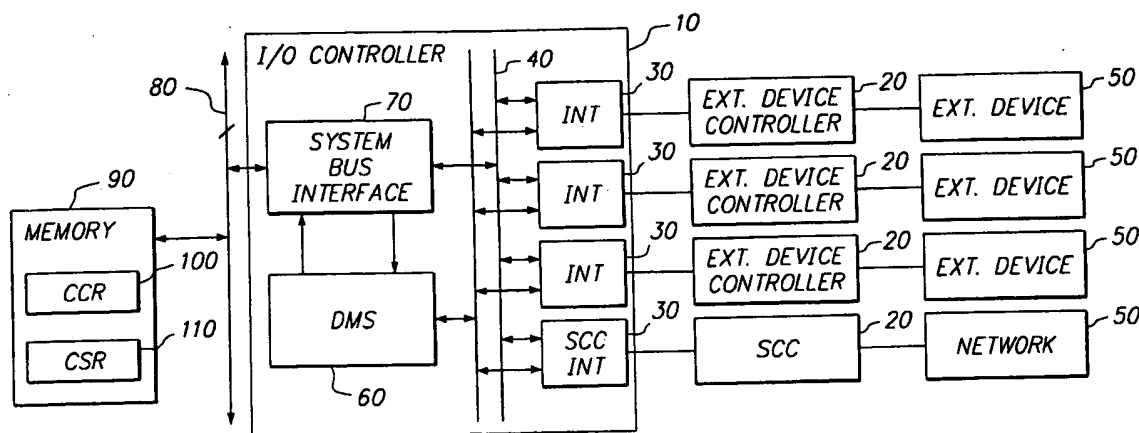 10
I/O CONTROLLER
40
30
20
50
80
70
INT
EXT. DEVICE
CONTROLLER
EXT. DEVICE
SYSTEM
BUS
INTERFACE
30
20
50
INT
EXT. DEVICE
CONTROLLER
EXT. DEVICE
90
MEMORY
100
CCR
110
CSR
30
20
50
INT
EXT. DEVICE
CONTROLLER
EXT. DEVICE
DMS
60
30
20
50
SCC
INT
SCC
NETWORK